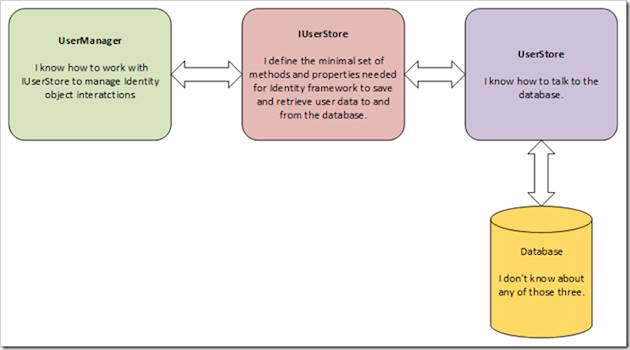 UserManager
I know how to work with
IUserStore to manage Identity
object interatctions
IUserStore
I define the minimal set of
methods and properties needed
for Identity framework to save
and retrieve user data to and
from the database.
UserStore
I know how to talk to the
database.
Database
I don't know about
any of those three.